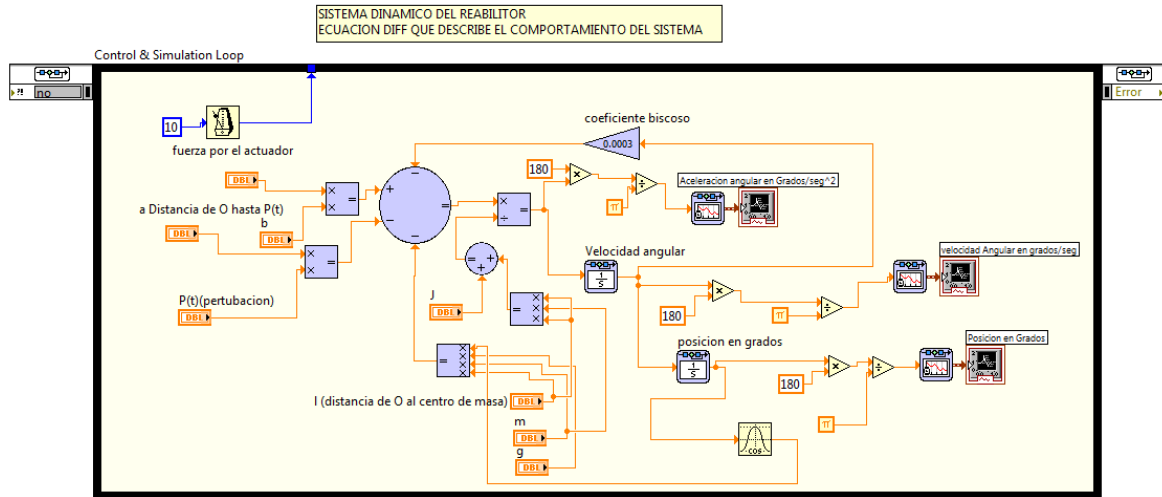 SISTEMA DINAMICO DEL REABILITOR
ECUACION DIFF QUE DESCRIBE EL COMPORTAMIENTO DEL SISTEMA
Control & Simulation Loop
no
Error
10
fuerza por el actuador
coeficiente biscoso
0.0003
180
Aceleracion angular en Grados/seg^2
DBL
π
a Distancia de O hasta P(t)
b
DBL
DBL
Velocidad angular
1/s
velocidad Angular en grados/seg
J
DBL
P(t)(pertubacion)
DBL
180
π
posicion en grados
1/s
Posicion en Grados
180
l (distancia de O al centro de masa)
DBL
π
m
DBL
g
DBL
cos